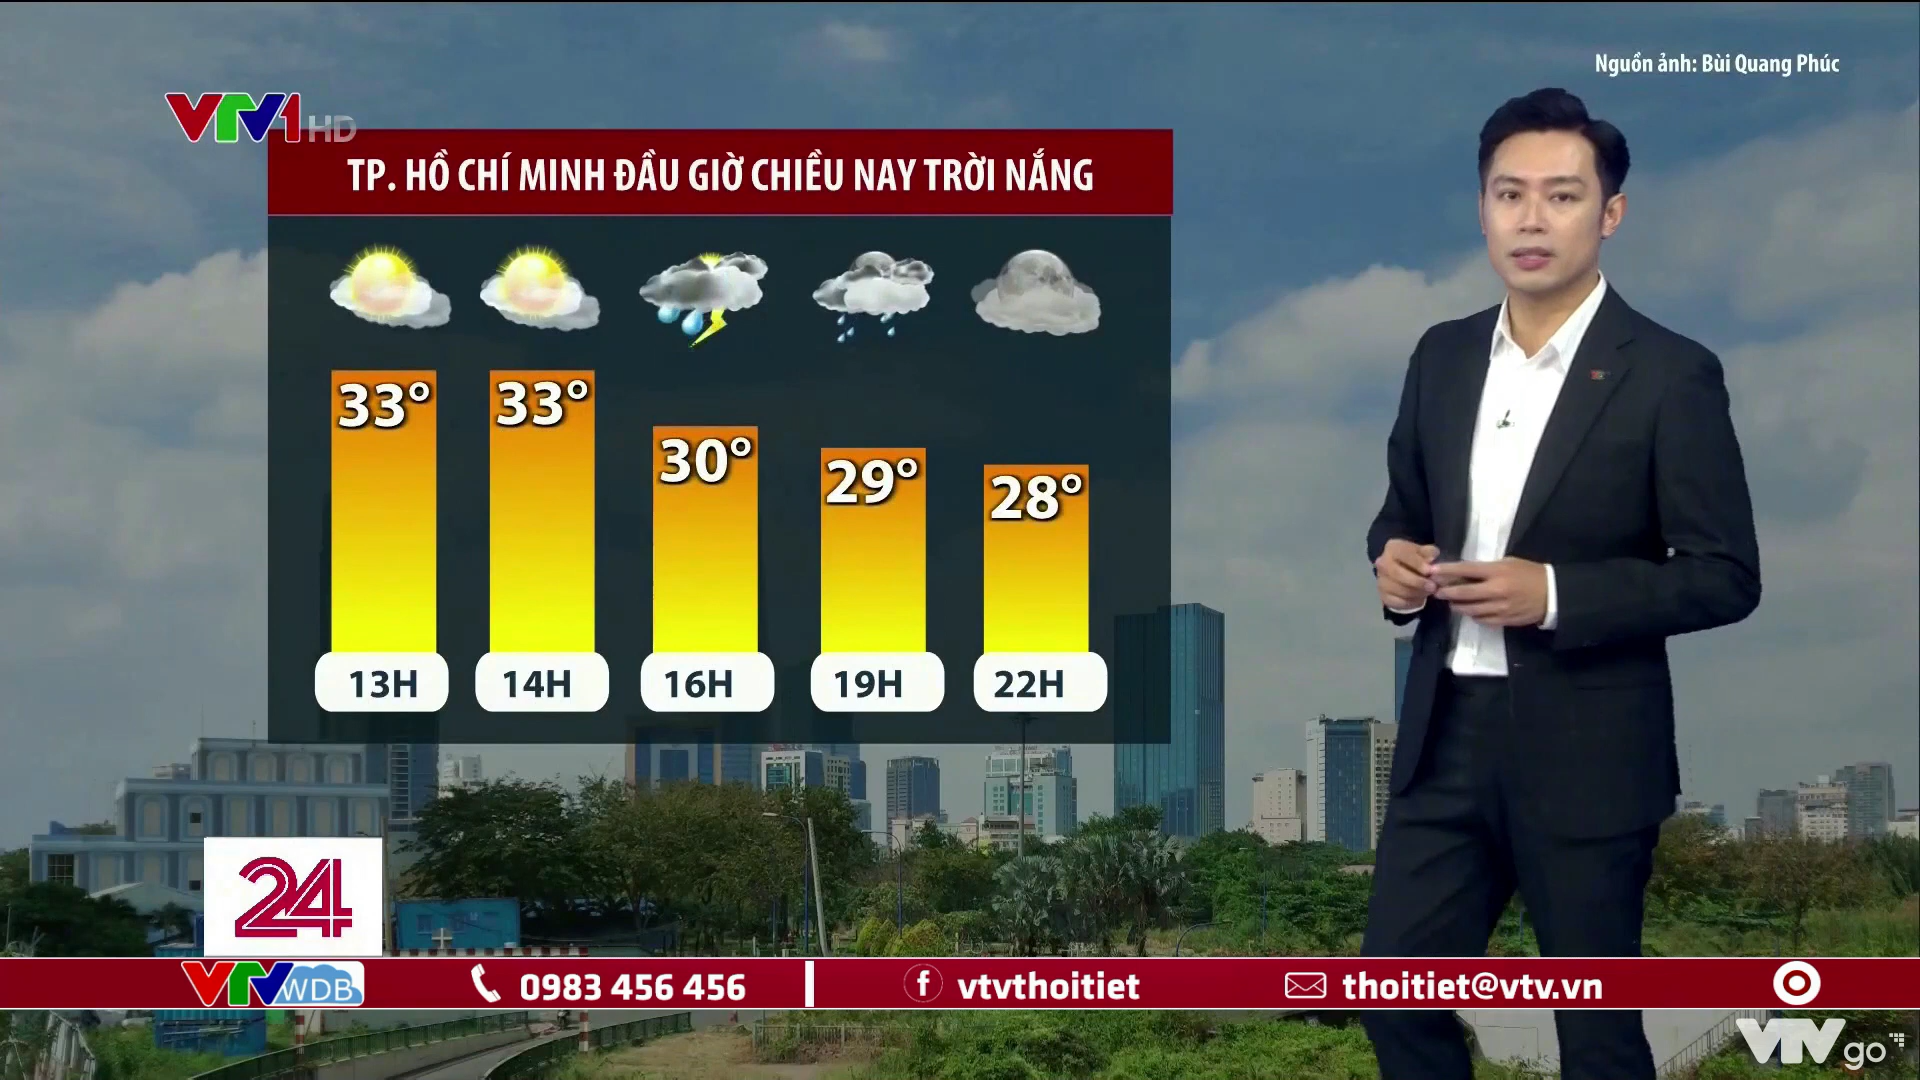 Nguồn ảnh: Bùi Quang Phúc
VTV1 HD
TP. HỒ CHÍ MINH ĐẦU GIỜ CHIỀU NAY TRỜI NẮNG
33° 33° 30° 29° 28°
13H 14H 16H 19H 22H
24
VTV WDB 0983 456 456 vtvthoitiet thoitiet@vtv.vn
VTV go